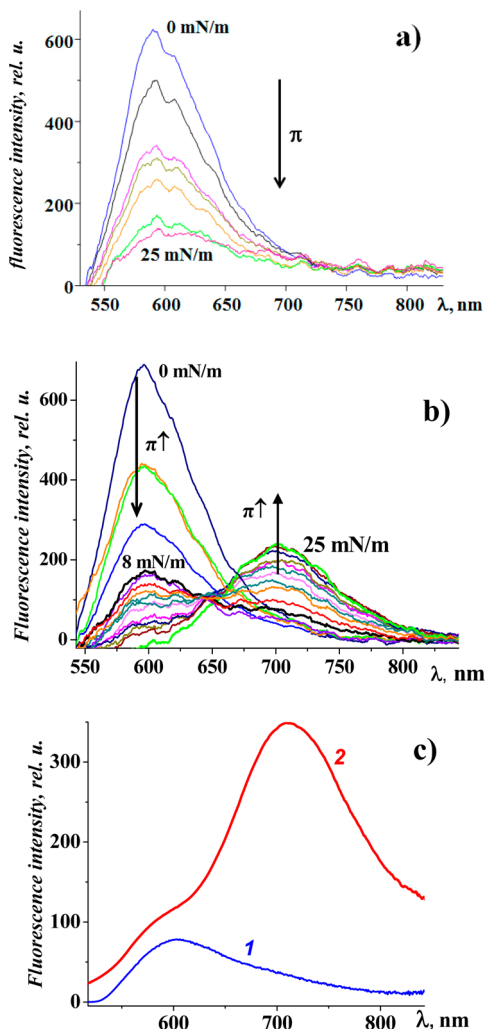 a)
0 mN/m
600
400
200
100
0
π
25 mN/m
fluorescence intensity, rel. u.
550 600 650 700 750 800
λ, nm
b)
0 mN/m
600
400
200
0
π↑
π↑
8 mN/m
25 mN/m
Fluorescence intensity, rel. u.
550 600 650 700 750 800
λ, nm
c)
300
200
100
0
2
1
Fluorescence intensity, rel. u.
600 700 800
λ, nm